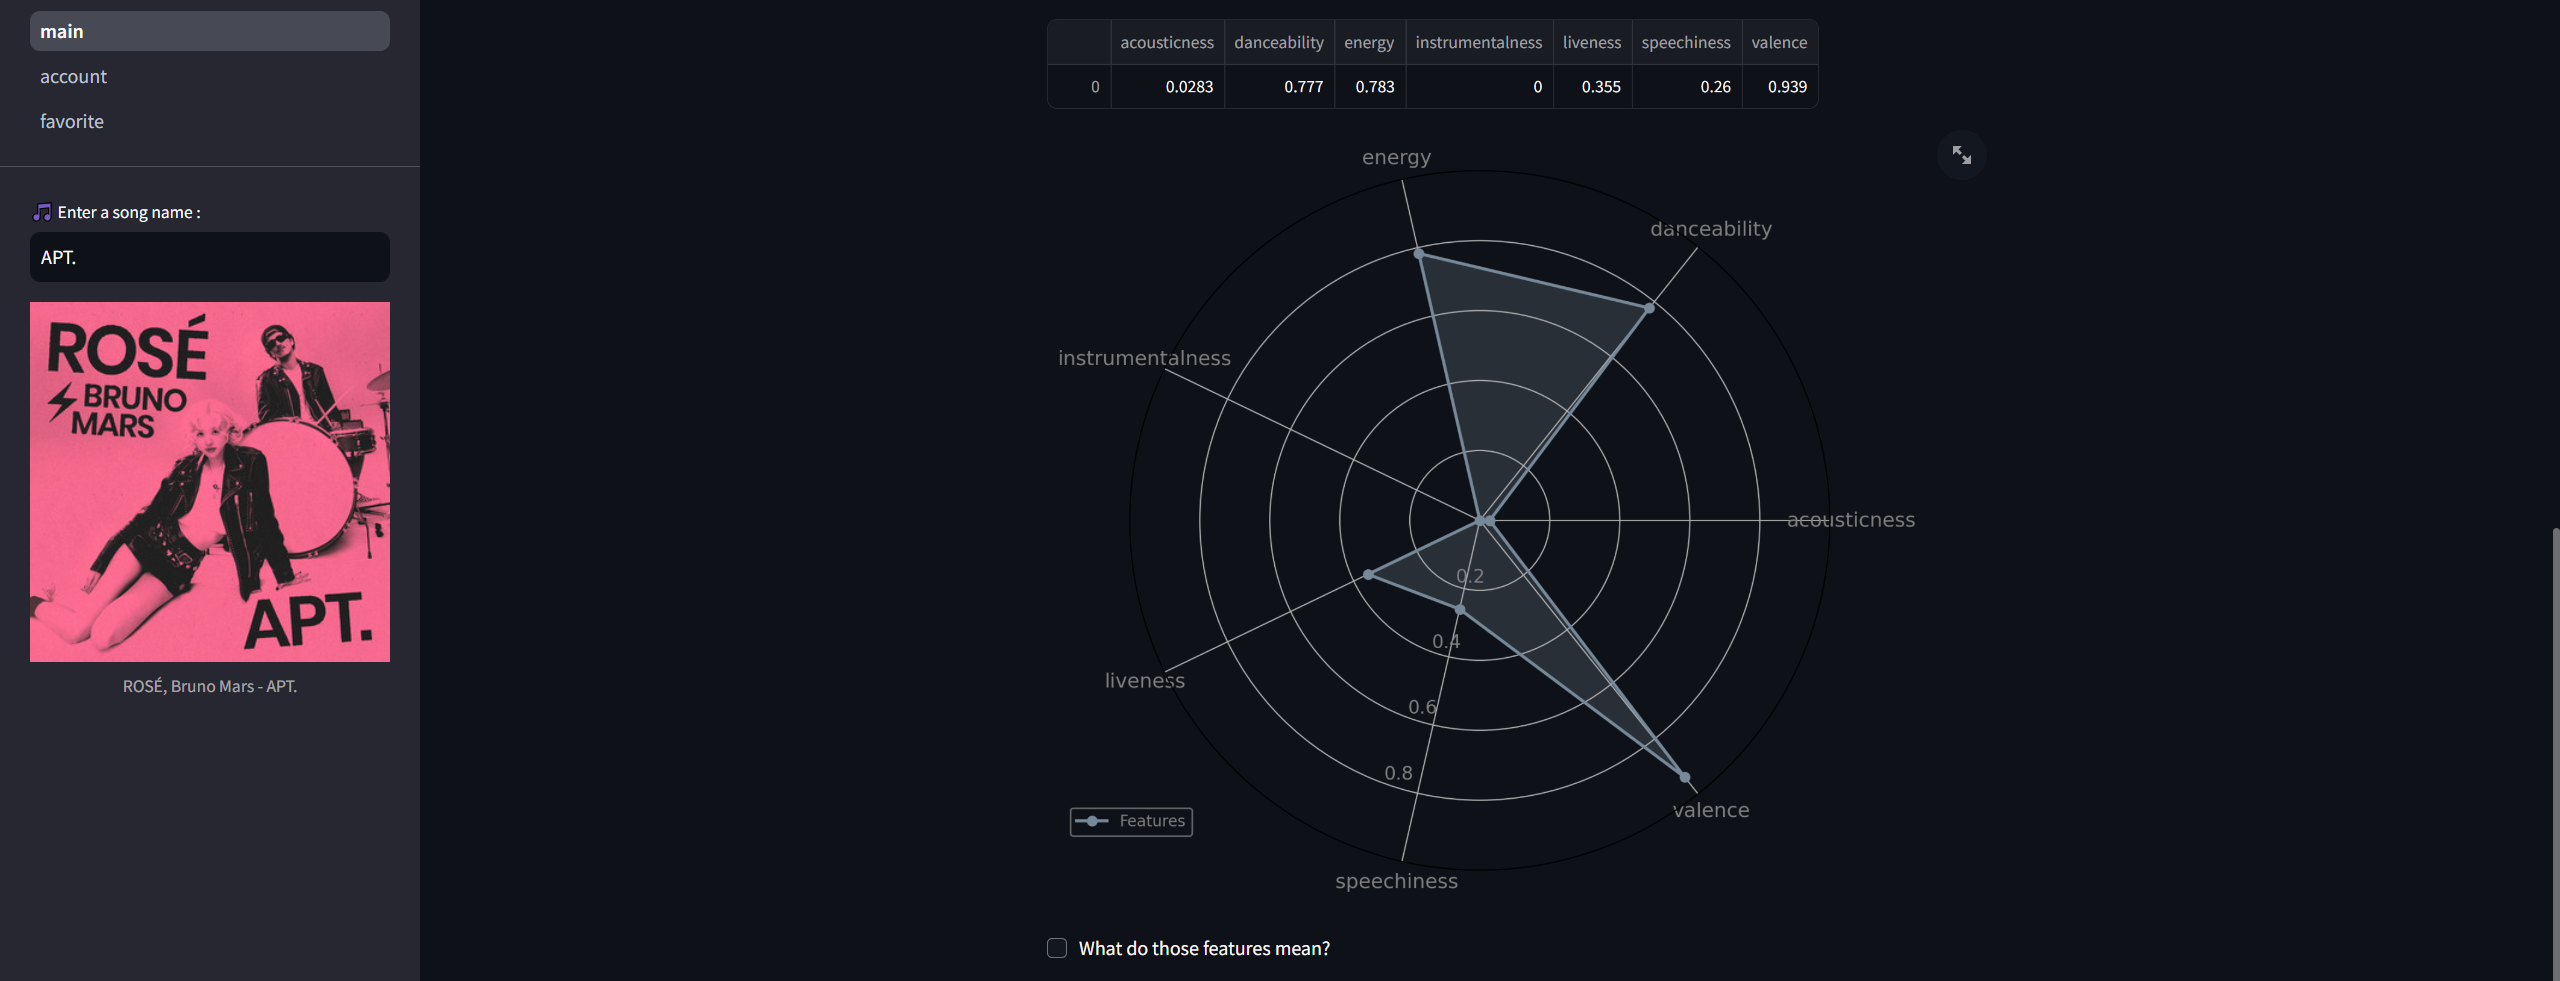 main
account
favorite
Enter a song name :
APT.
ROSÉ
BRUNO
MARS
APT.
ROSÉ, Bruno Mars - APT.
acousticness danceability energy instrumentalness liveness speechiness valence
0 0.0283 0.777 0.783 0 0.355 0.26 0.939
energy
danceability
instrumentalness
acousticness
0.2
0.4
liveness
0.6
0.8
valence
Features
speechiness
What do those features mean?